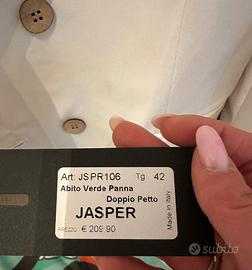 Art: JSPR106 Tg 42
Abito Verde Panna
Doppio Petto
JASPER
PREZZO € 209.90
Made in Italy
subito